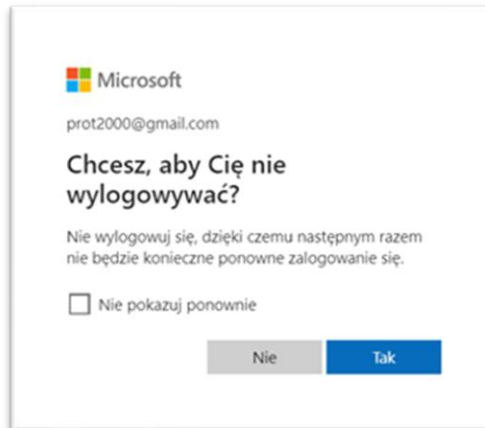 Microsoft
prot2000@gmail.com
Chcesz, aby Cię nie
wylogowywać?
Nie wylogowuj się, dzięki czemu następnym razem
nie będzie konieczne ponowne zalogowanie się.
Nie pokazuj ponownie
Nie Tak